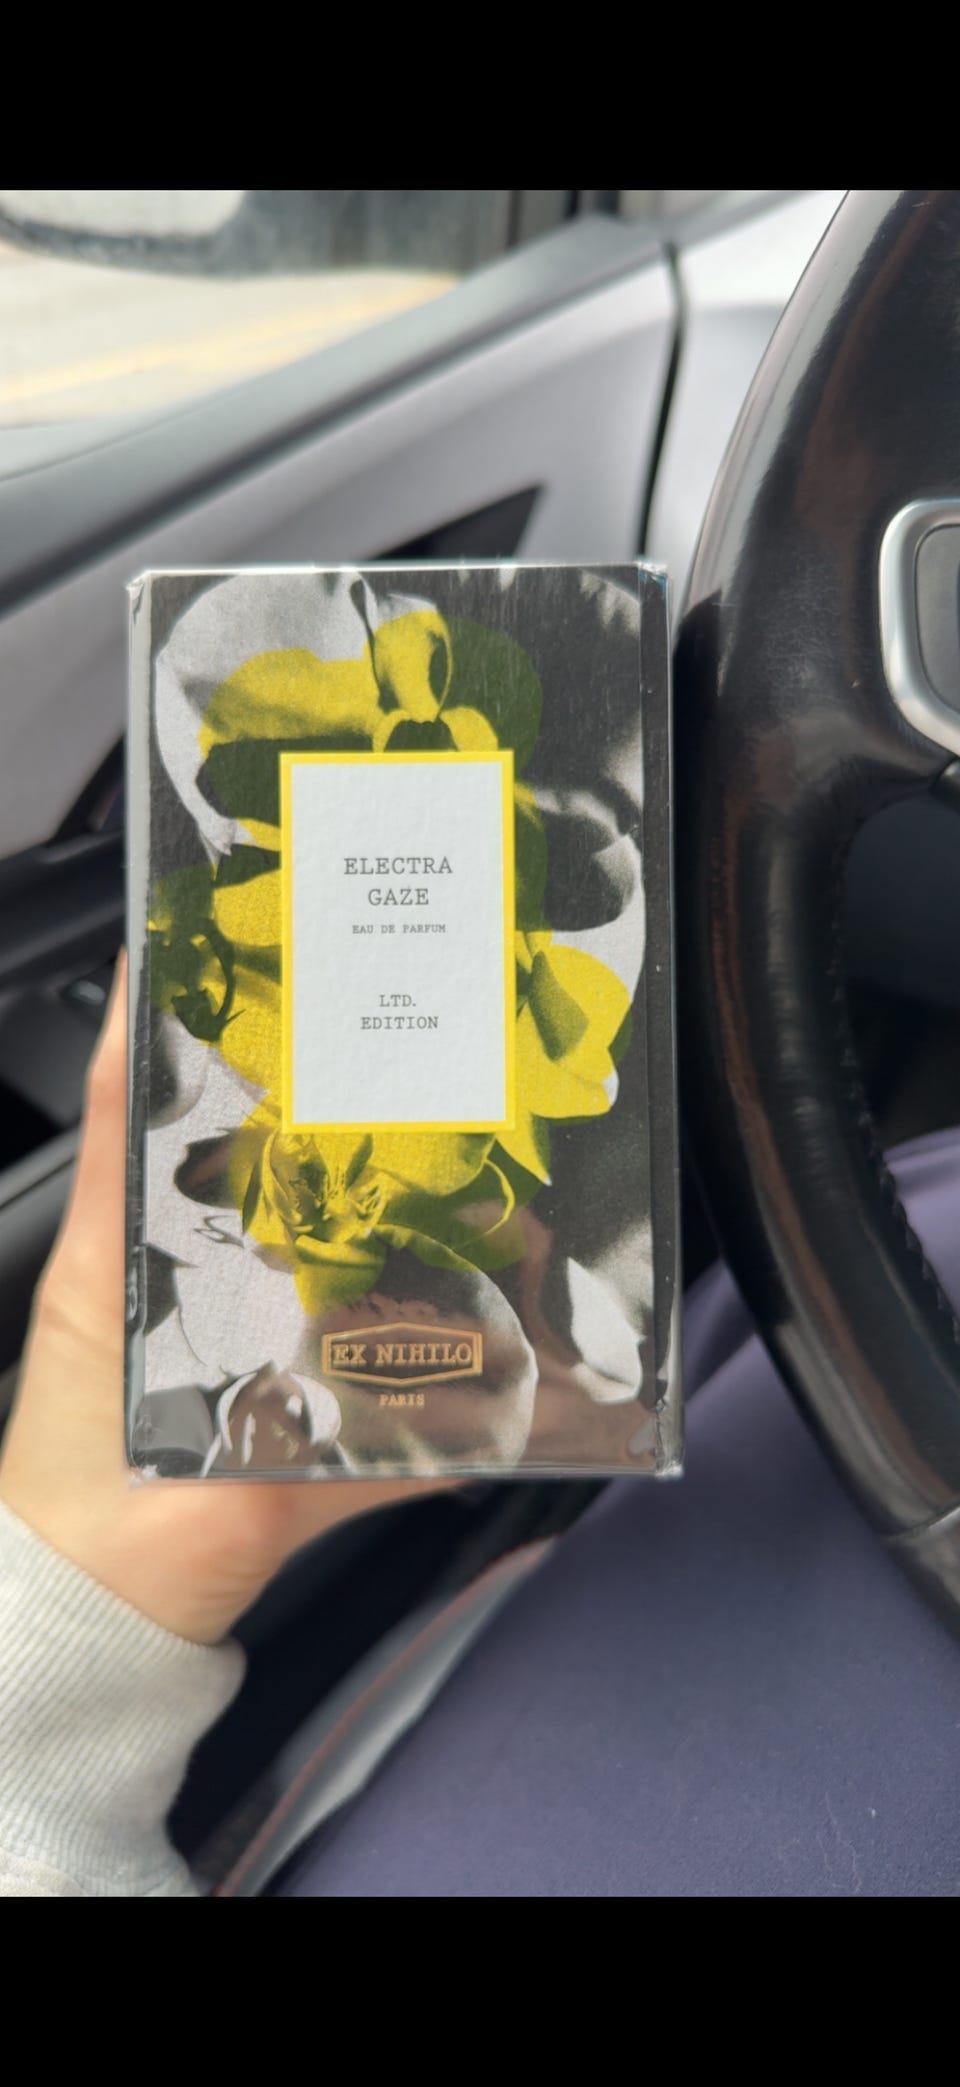 ELECTRA
GAZE
EAU DE PARFUM
LTD.
EDITION
EX NIHILO
PARIS